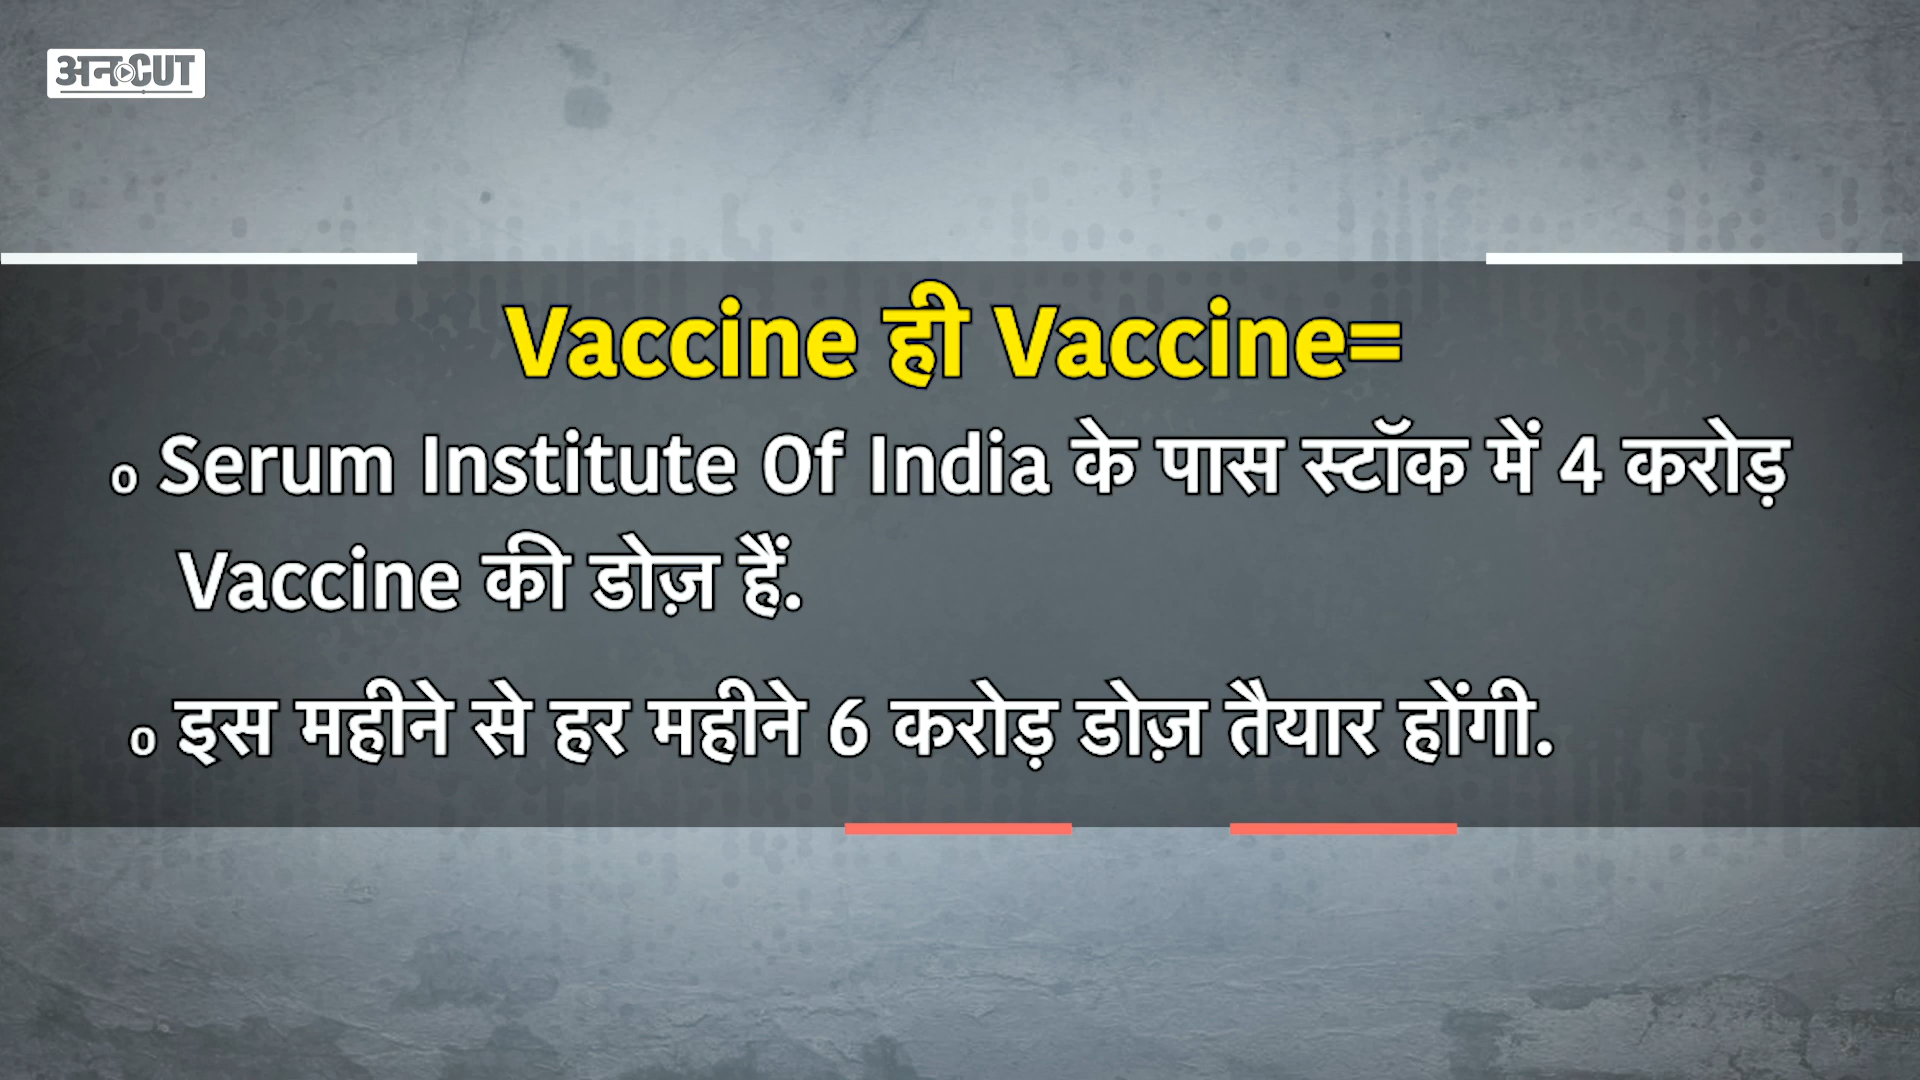 अनCUT
Vaccine ही Vaccine=
o Serum Institute Of India के पास स्टॉक में 4 करोड़
Vaccine की डोज़ हैं.
o इस महीने से हर महीने 6 करोड़ डोज़ तैयार होंगी.